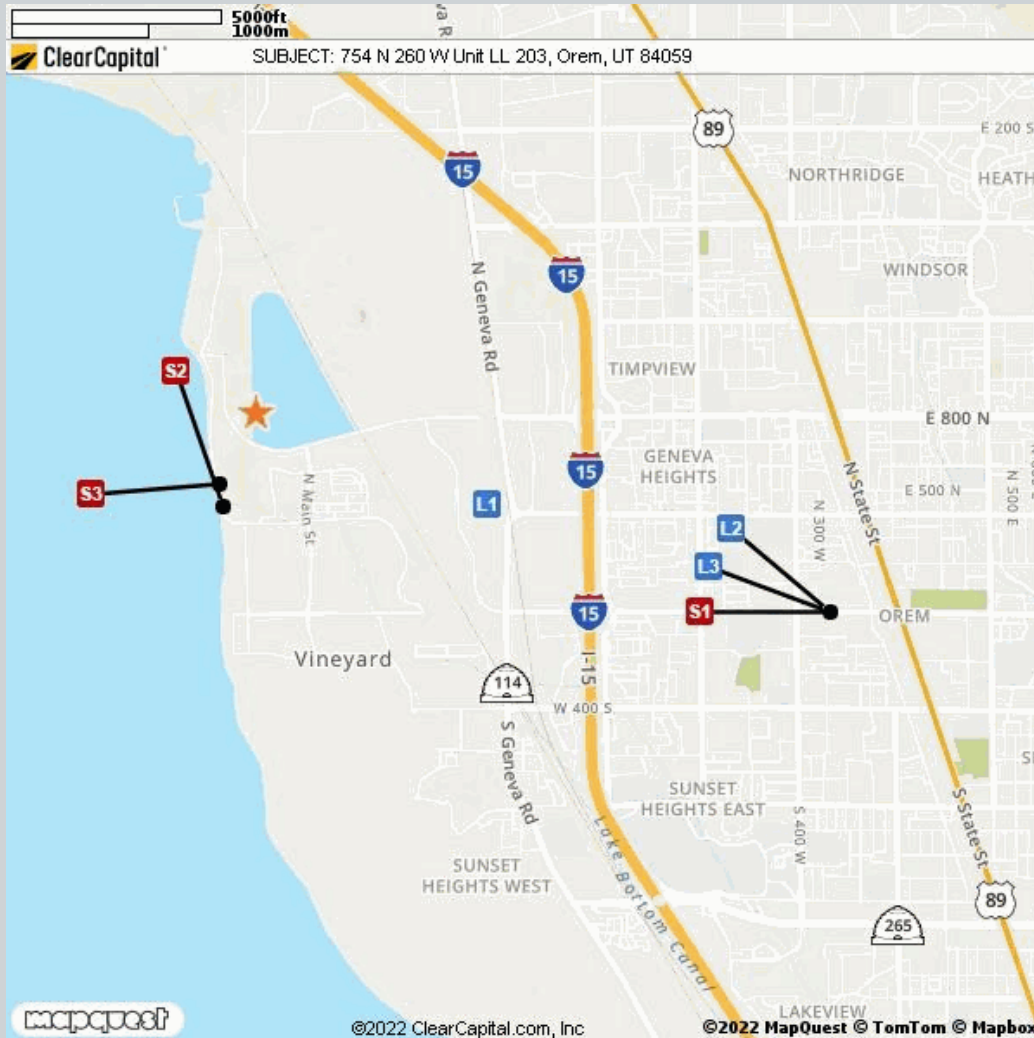 5000ft
1000m
ClearCapital
SUBJECT: 754 N 260 W Unit LL 203, Orem, UT 84059
89
E 200 S
15
NORTHRIDGE
HEATH
15
WINDSOR
N Geneva Rd
TIMPVIEW
S2
E 800 N
GENEVA
HEIGHTS
15
N State St
N Main St
S3
L1
E 500 N
N 500 E
N 300 W
L2
L3
S1
15
OREM
Vineyard
I-15
114
W 400 S
S Geneva Rd
SUNSET
HEIGHTS EAST
S 400 W
S State St
Lake Bottom Canal
SUNSET
HEIGHTS WEST
89
265
LAKEVIEW
mapquest
©2022 ClearCapital.com, Inc
©2022 MapQuest © TomTom © Mapbox